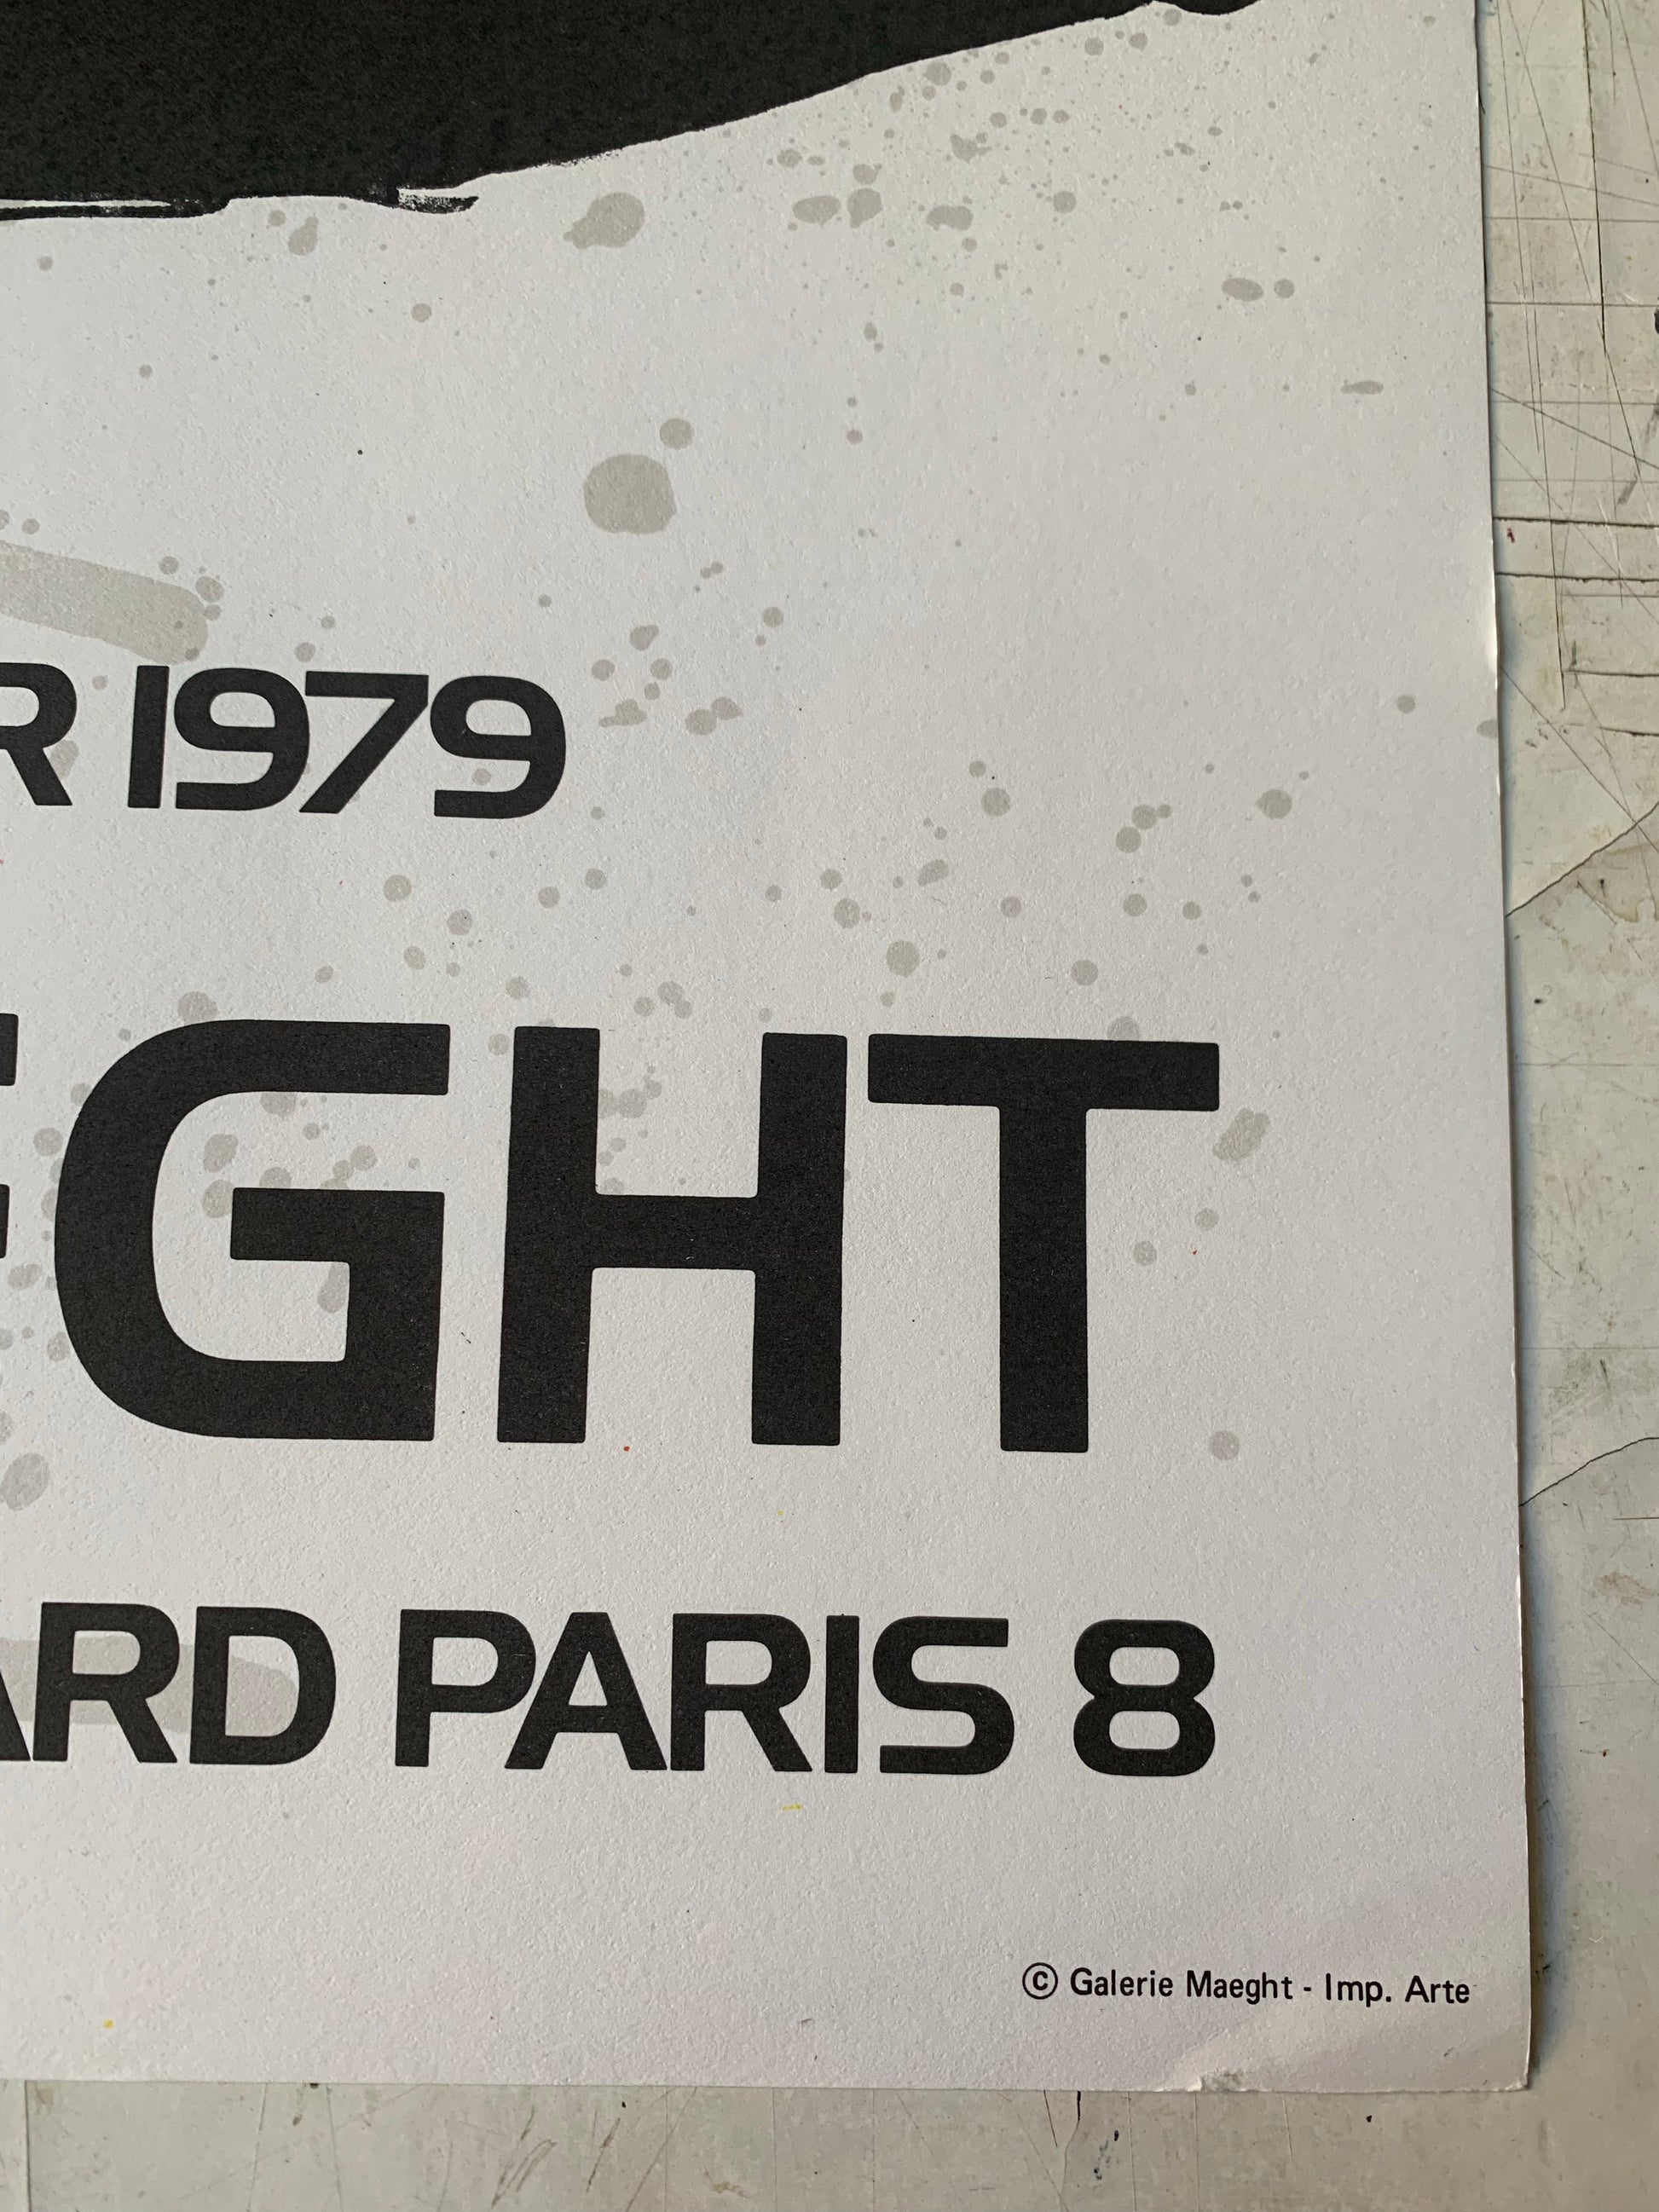 R 1979
EGHT
ARD PARIS 8
© Galerie Maeght - Imp. Arte